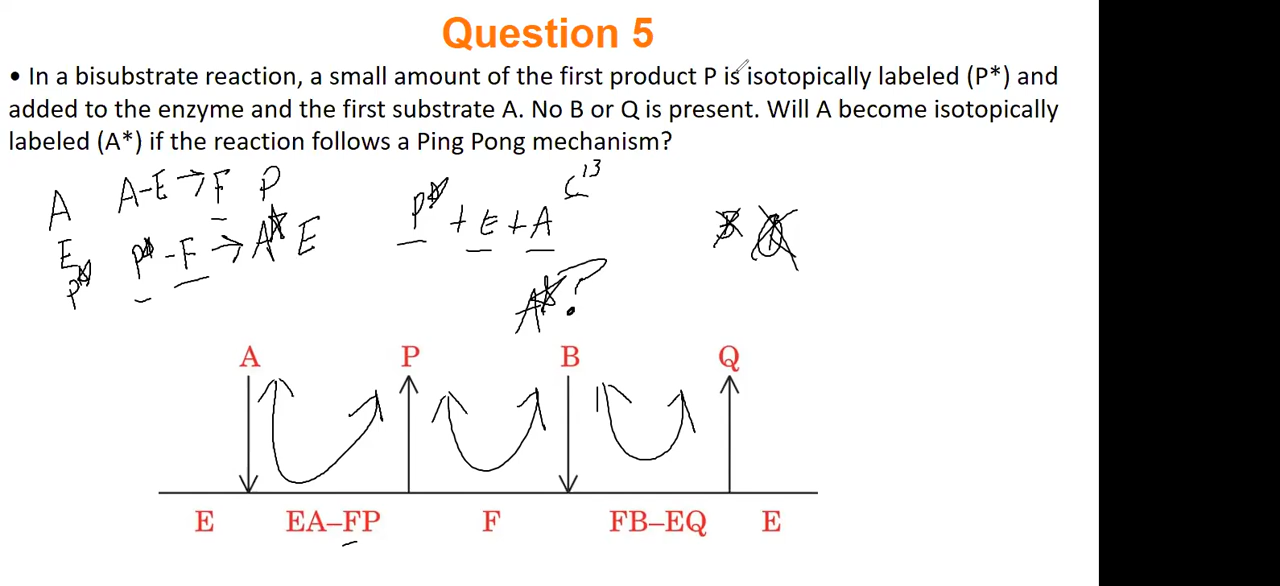 Question 5
• In a bisubstrate reaction, a small amount of the first product P is isotopically labeled (P*) and
added to the enzyme and the first substrate A. No B or Q is present. Will A become isotopically
labeled (A*) if the reaction follows a Ping Pong mechanism?
A A-E → F P
E P* - F → A* E
P*
P* + E + A
C13
B Q
A*?
A P B Q
E EA–FP F FB–EQ E